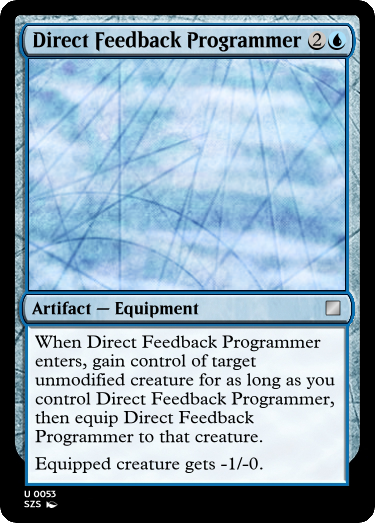 Direct Feedback Programmer 2
Artifact — Equipment
When Direct Feedback Programmer
enters, gain control of target
unmodified creature for as long as you
control Direct Feedback Programmer,
then equip Direct Feedback
Programmer to that creature.
Equipped creature gets -1/-0.
U 0053
SZS